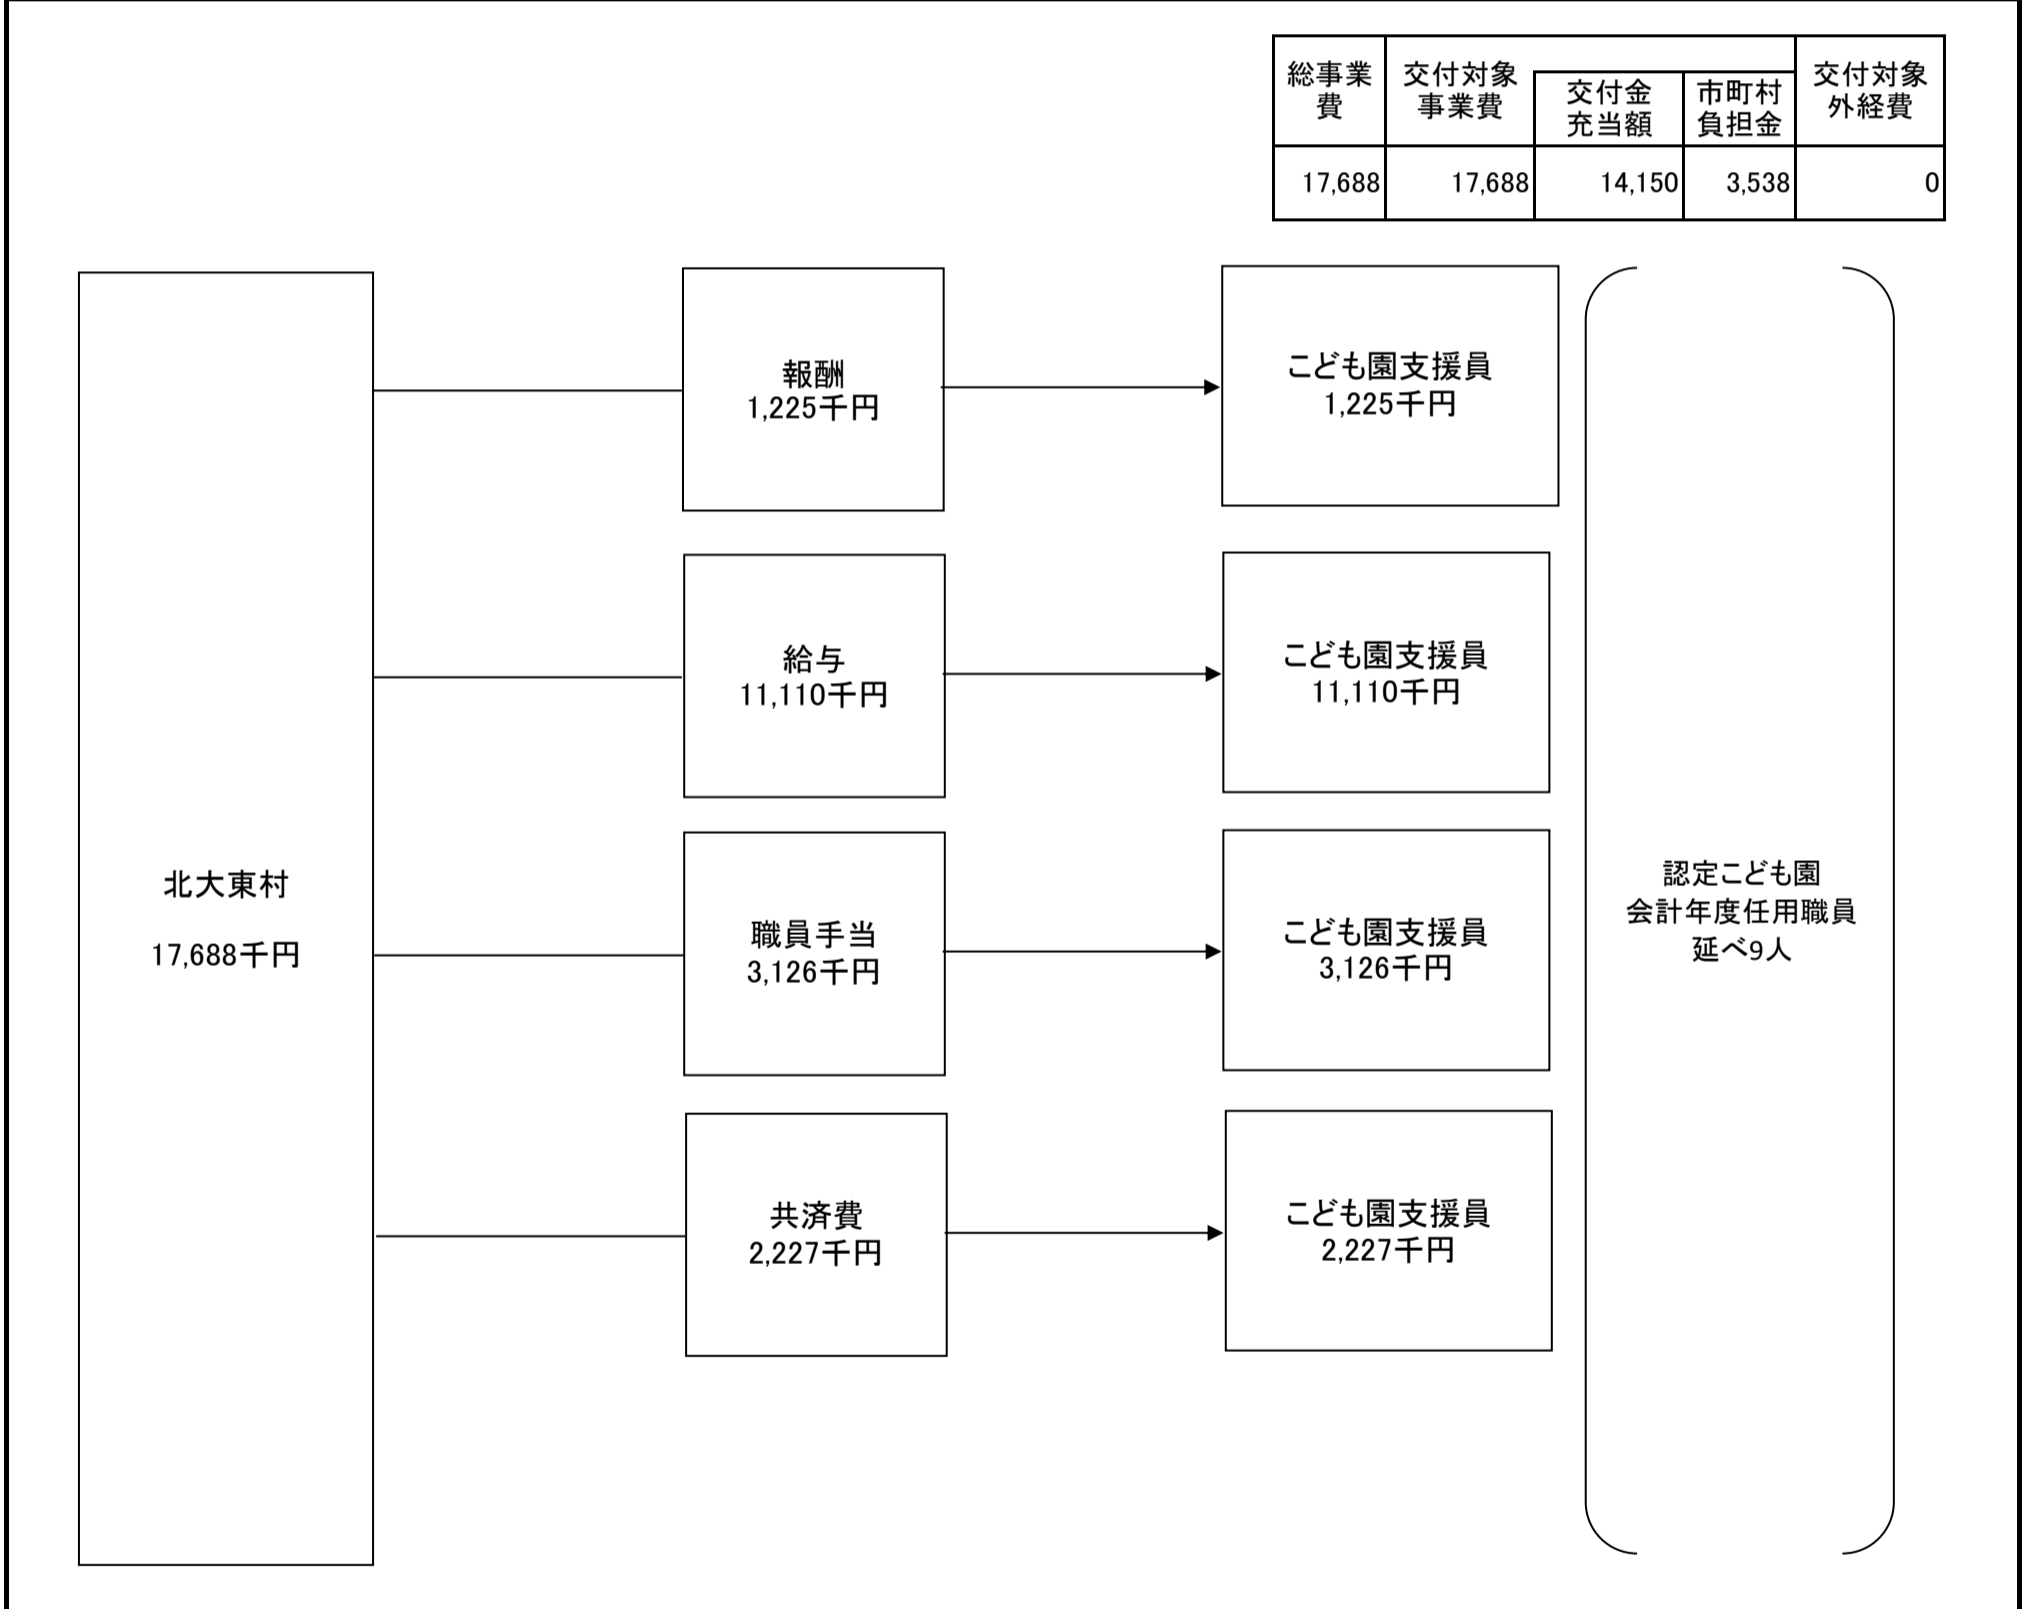 総事業
費
交付対象
事業費
交付金
充当額
市町村
負担金
交付対象
外経費
17,688
17,688
14,150
3,538
0
北大東村
17,688千円
報酬
1,225千円
こども園支援員
1,225千円
給与
11,110千円
こども園支援員
11,110千円
職員手当
3,126千円
こども園支援員
3,126千円
共済費
2,227千円
こども園支援員
2,227千円
認定こども園
会計年度任用職員
延べ9人